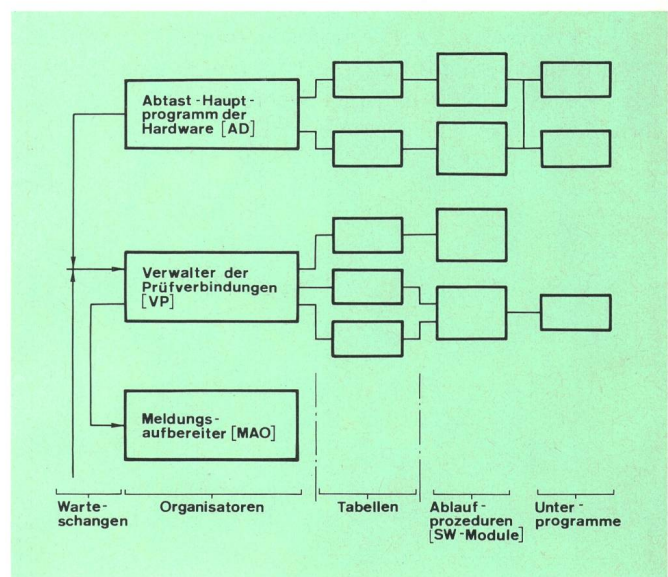 Abtast-Haupt-
programm der
Hardware [AD]
Verwalter der
Prüfverbindungen
[VP]
Meldungs-
aufbereiter [MAO]
Warte-
schangen
Organisatoren
Tabellen
Ablauf-
prozeduren
[SW-Module]
Unter-
programme